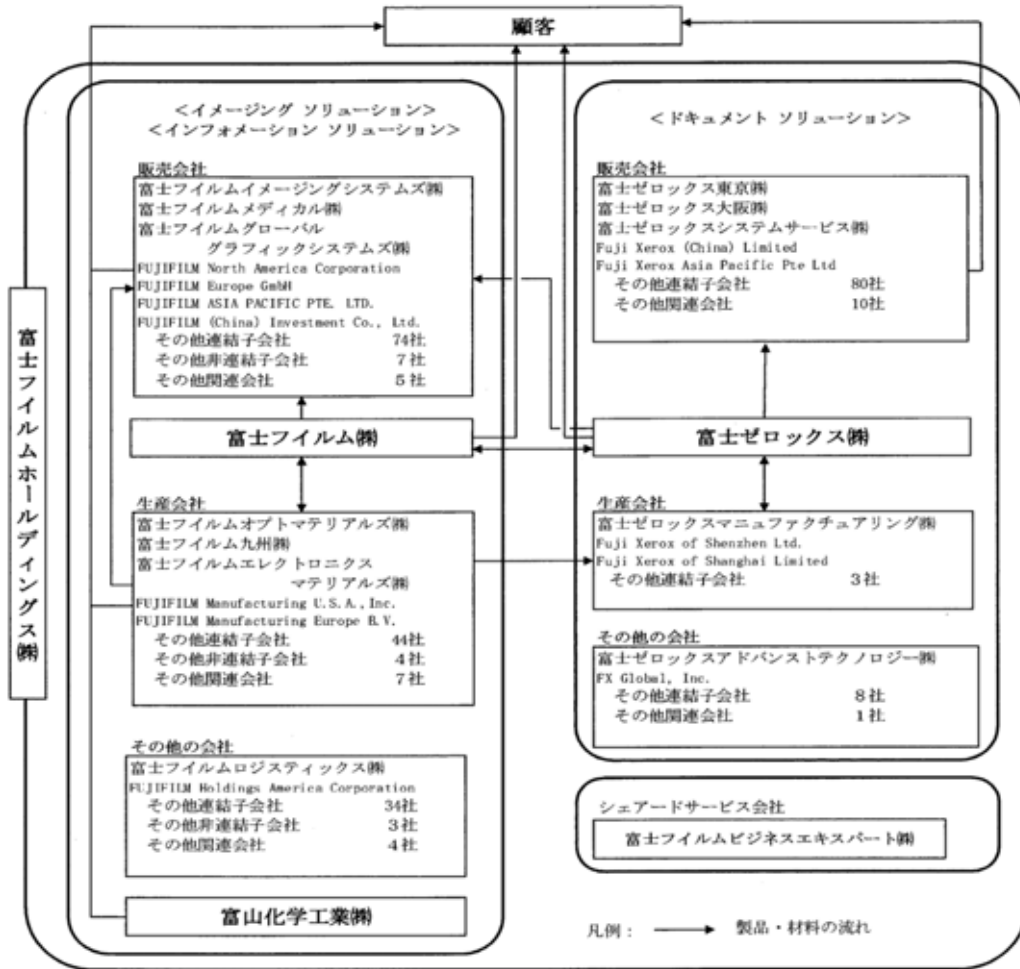 顧客
<イメージング ソリューション>
<インフォメーション ソリューション>
販売会社
富士フイルムイメージングシステムズ㈱
富士フイルムメディカル㈱
富士フイルムグローバル
グラフィックシステムズ㈱
FUJIFILM North America Corporation
FUJIFILM Europe GmbH
FUJIFILM ASIA PACIFIC PTE. LTD.
FUJIFILM (China) Investment Co., Ltd.
その他連結子会社 74社
その他非連結子会社 7社
その他関連会社 5社
富士フイルム㈱
生産会社
富士フイルムオプトマテリアルズ㈱
富士フイルム九州㈱
富士フイルムエレクトロニクス
マテリアルズ㈱
FUJIFILM Manufacturing U.S.A., Inc.
FUJIFILM Manufacturing Europe B.V.
その他連結子会社 44社
その他非連結子会社 4社
その他関連会社 7社
その他の会社
富士フイルムロジスティックス㈱
FUJIFILM Holdings America Corporation
その他連結子会社 34社
その他非連結子会社 3社
その他関連会社 4社
富山化学工業㈱
富士フイルムホールディングス㈱
<ドキュメント ソリューション>
販売会社
富士ゼロックス東京㈱
富士ゼロックス大阪㈱
富士ゼロックスシステムサービス㈱
Fuji Xerox (China) Limited
Fuji Xerox Asia Pacific Pte Ltd
その他連結子会社 80社
その他関連会社 10社
富士ゼロックス㈱
生産会社
富士ゼロックスマニュファクチュアリング㈱
Fuji Xerox of Shenzhen Ltd.
Fuji Xerox of Shanghai Limited
その他連結子会社 3社
その他の会社
富士ゼロックスアドバンストテクノロジー㈱
FX Global, Inc.
その他連結子会社 8社
その他関連会社 1社
シェアードサービス会社
富士フイルムビジネスエキスパート㈱
凡例： 製品・材料の流れ